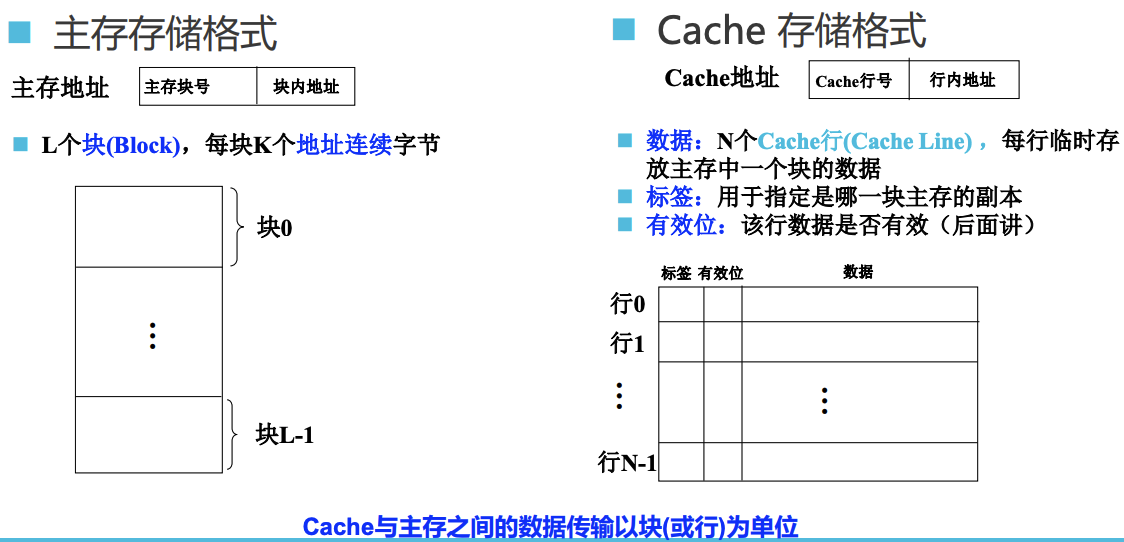 主存存储格式
主存地址
主存块号
块内地址
L个块(Block)，每块K个地址连续字节
块0
⋮
块L-1
Cache 存储格式
Cache地址
Cache行号
行内地址
数据：N个Cache行(Cache Line) ，每行临时存
放主存中一个块的数据
标签：用于指定是哪一块主存的副本
有效位：该行数据是否有效（后面讲）
标签 有效位 数据
行0
行1
⋮ ⋮
行N-1
Cache与主存之间的数据传输以块(或行)为单位